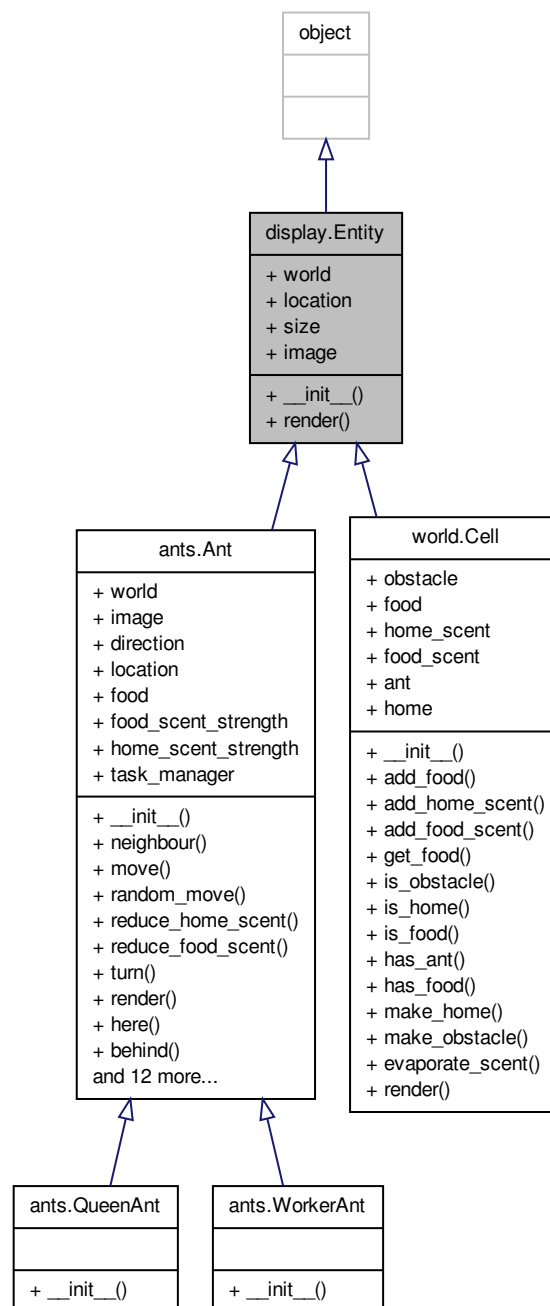 object
display.Entity
+ world
+ location
+ size
+ image
+ __init__()
+ render()
ants.Ant
+ world
+ image
+ direction
+ location
+ food
+ food_scent_strength
+ home_scent_strength
+ task_manager
+ __init__()
+ neighbour()
+ move()
+ random_move()
+ reduce_home_scent()
+ reduce_food_scent()
+ turn()
+ render()
+ here()
+ behind()
and 12 more...
world.Cell
+ obstacle
+ food
+ home_scent
+ food_scent
+ ant
+ home
+ __init__()
+ add_food()
+ add_home_scent()
+ add_food_scent()
+ get_food()
+ is_obstacle()
+ is_home()
+ is_food()
+ has_ant()
+ has_food()
+ make_home()
+ make_obstacle()
+ evaporate_scent()
+ render()
ants.QueenAnt
+ __init__()
ants.WorkerAnt
+ __init__()